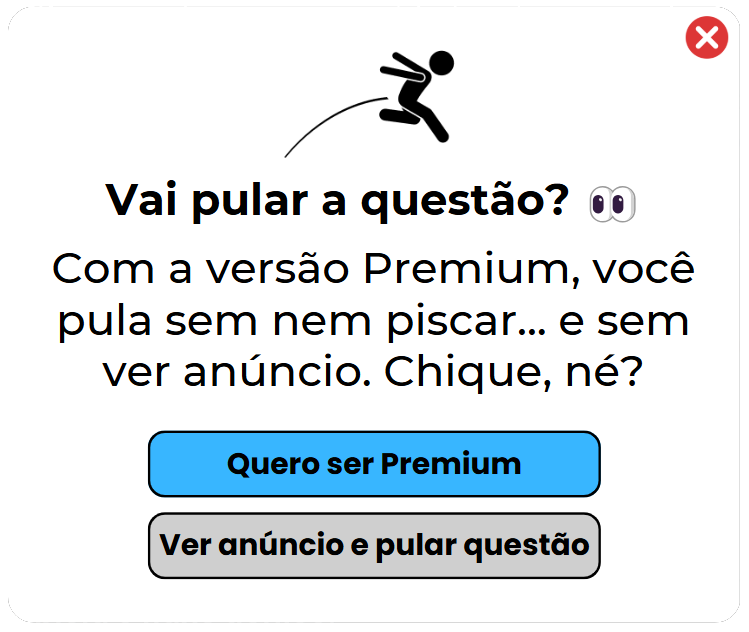 Vai pular a questão? 👀
Com a versão Premium, você
pula sem nem piscar... e sem
ver anúncio. Chique, né?
Quero ser Premium
Ver anúncio e pular questão